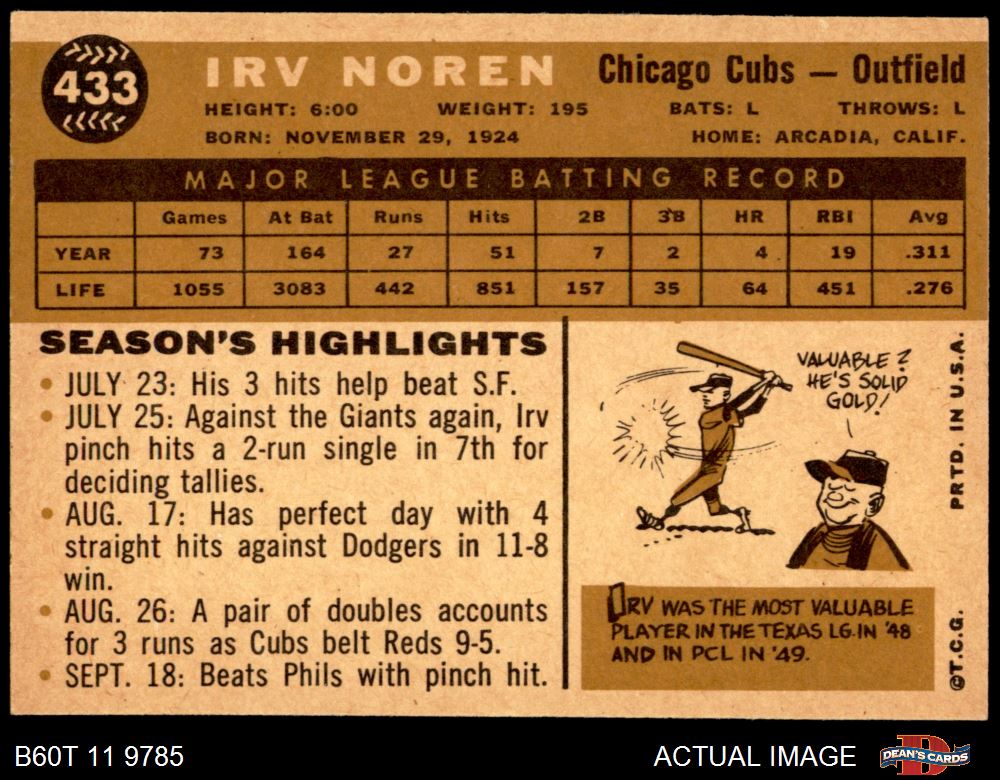 433
IRV NOREN
Chicago Cubs — Outfield
HEIGHT: 6:00 WEIGHT: 195 BATS: L THROWS: L
BORN: NOVEMBER 29, 1924 HOME: ARCADIA, CALIF.
MAJOR LEAGUE BATTING RECORD
Games At Bat Runs Hits 2B 3B HR RBI Avg
YEAR 73 164 27 51 7 2 4 19 .311
LIFE 1055 3083 442 851 157 35 64 451 .276
SEASON'S HIGHLIGHTS
• JULY 23: His 3 hits help beat S.F.
• JULY 25: Against the Giants again, Irv
pinch hits a 2-run single in 7th for
deciding tallies.
• AUG. 17: Has perfect day with 4
straight hits against Dodgers in 11-8
win.
• AUG. 26: A pair of doubles accounts
for 3 runs as Cubs belt Reds 9-5.
• SEPT. 18: Beats Phils with pinch hit.
VALUABLE?
HE'S SOLID
GOLD!
IRV WAS THE MOST VALUABLE
PLAYER IN THE TEXAS LG. IN '48
AND IN PCL IN '49.
©T.C.G. PRTD. IN U.S.A.
B60T 11 9785
ACTUAL IMAGE
DEAN'S CARDS